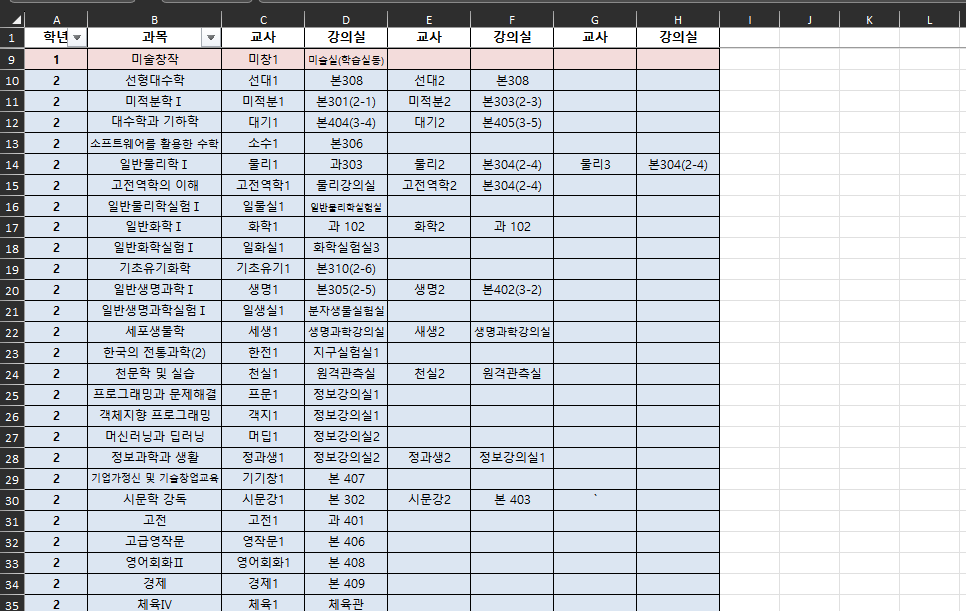 A B C D E F G H I J K L
1 학년 과목 교사 강의실 교사 강의실 교사 강의실
9 1 미술창작 미창1 미술실(학습실동)
10 2 선형대수학 선대1 본308 선대2 본308
11 2 미적분학Ⅰ 미적분1 본301(2-1) 미적분2 본303(2-3)
12 2 대수학과 기하학 대기1 본404(3-4) 대기2 본405(3-5)
13 2 소프트웨어를 활용한 수학 소수1 본306
14 2 일반물리학Ⅰ 물리1 과303 물리2 본304(2-4) 물리3 본304(2-4)
15 2 고전역학의 이해 고전역학1 물리강의실 고전역학2 본304(2-4)
16 2 일반물리학실험Ⅰ 일물실1 일반물리학실험실
17 2 일반화학Ⅰ 화학1 과 102 화학2 과 102
18 2 일반화학실험Ⅰ 일화실1 화학실험실3
19 2 기초유기화학 기초유기1 본310(2-6)
20 2 일반생명과학Ⅰ 생명1 본305(2-5) 생명2 본402(3-2)
21 2 일반생명과학실험Ⅰ 일생실1 분자생물실험실
22 2 세포생물학 세생1 생명과학강의실 새생2 생명과학강의실
23 2 한국의 전통과학(2) 한전1 지구실험실1
24 2 천문학 및 실습 천실1 원격관측실 천실2 원격관측실
25 2 프로그래밍과 문제해결 프문1 정보강의실1
26 2 객체지향 프로그래밍 객지1 정보강의실1
27 2 머신러닝과 딥러닝 머딥1 정보강의실2
28 2 정보과학과 생활 정과생1 정보강의실2 정과생2 정보강의실1
29 2 기업가정신 및 기술창업교육 기기창1 본 407
30 2 시문학 강독 시문강1 본 302 시문강2 본 403 `
31 2 고전 고전1 과 401
32 2 고급영작문 영작문1 본 406
33 2 영어회화Ⅱ 영어회화1 본 408
34 2 경제 경제1 본 409
35 2 체육Ⅳ 체육1 체육관